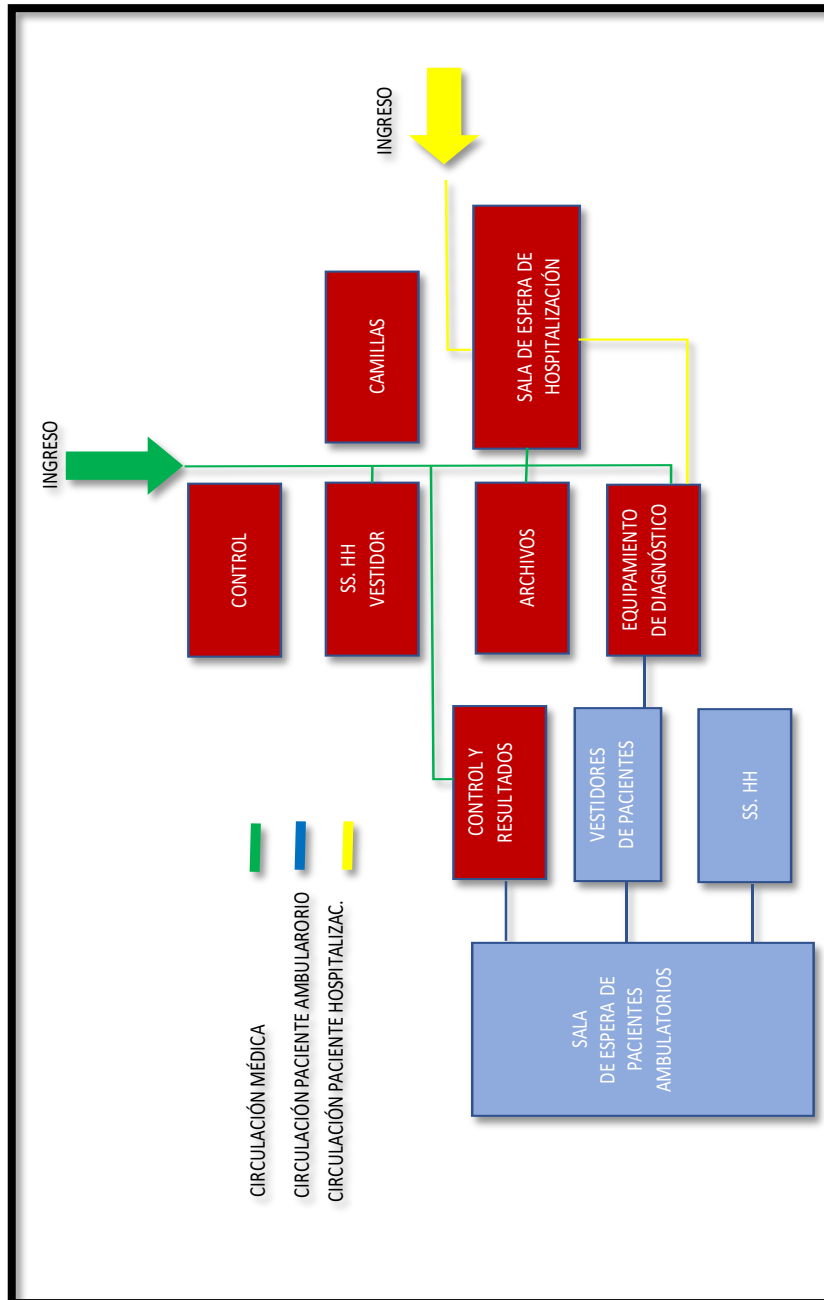 INGRESO
INGRESO
CAMILLAS
SALA DE ESPERA DE
HOSPITALIZACIÓN
CONTROL
SS. HH
VESTIDOR
ARCHIVOS
EQUIPAMIENTO
DE DIAGNÓSTICO
CONTROL Y
RESULTADOS
VESTIDORES
DE PACIENTES
SS. HH
SALA
DE ESPERA DE
PACIENTES
AMBULATORIOS
CIRCULACIÓN MÉDICA
CIRCULACIÓN PACIENTE AMBULARORIO
CIRCULACIÓN PACIENTE HOSPITALIZAC.